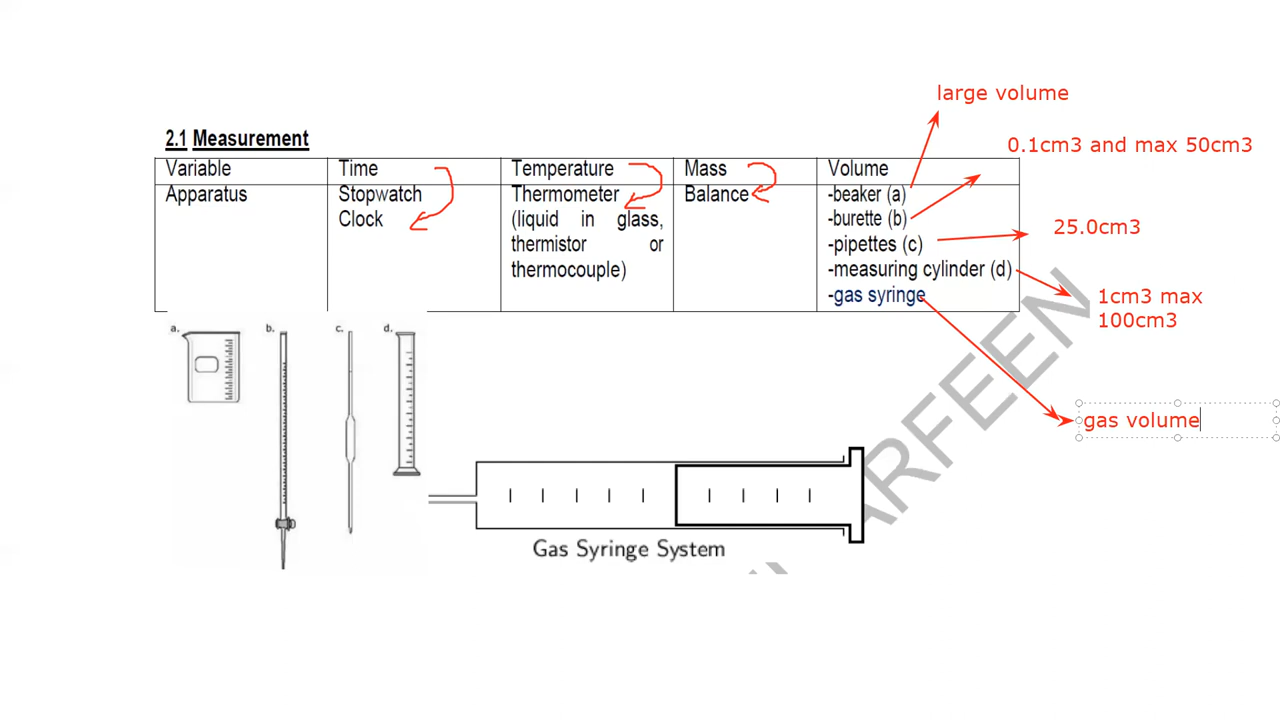 large volume
2.1 Measurement
0.1cm3 and max 50cm3
Variable Time Temperature Mass Volume
Apparatus Stopwatch Thermometer Balance -beaker (a)
Clock (liquid in glass, -burette (b)
25.0cm3
thermistor or -pipettes (c)
thermocouple) -measuring cylinder (d)
-gas syringe
1cm3 max
100cm3
a. b. c. d.
gas volume
ARFEEN
Gas Syringe System